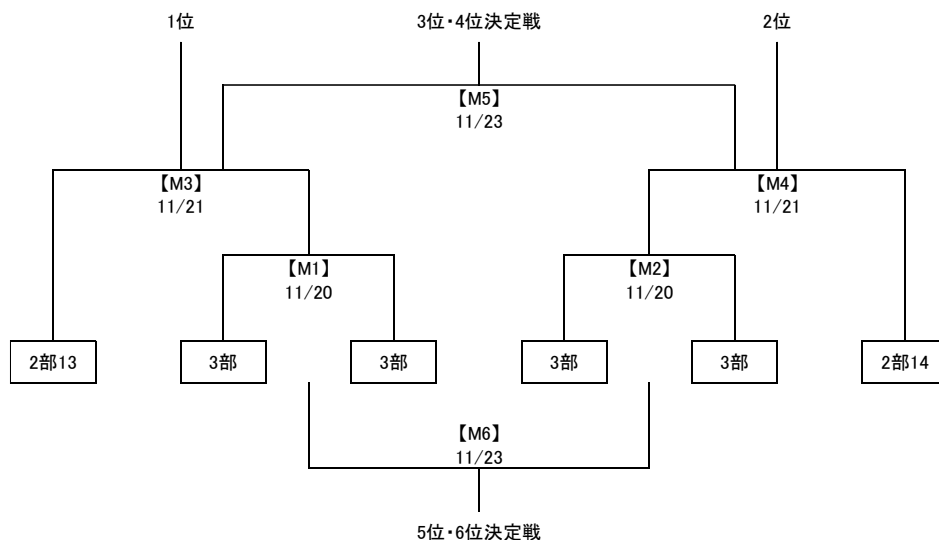 1位
3位・4位決定戦
2位
【M5】
11/23
【M3】
11/21
【M4】
11/21
【M1】
11/20
【M2】
11/20
2部13
3部
3部
3部
3部
2部14
【M6】
11/23
5位・6位決定戦